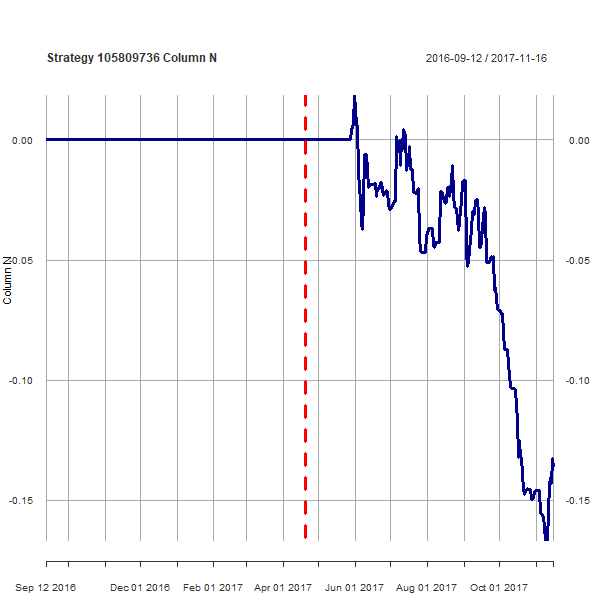 Strategy 105809736 Column N
2016-09-12 / 2017-11-16
0.00
0.00
Column N
-0.05
-0.05
-0.10
-0.10
-0.15
-0.15
Sep 12 2016
Dec 01 2016
Feb 01 2017
Apr 01 2017
Jun 01 2017
Aug 01 2017
Oct 01 2017